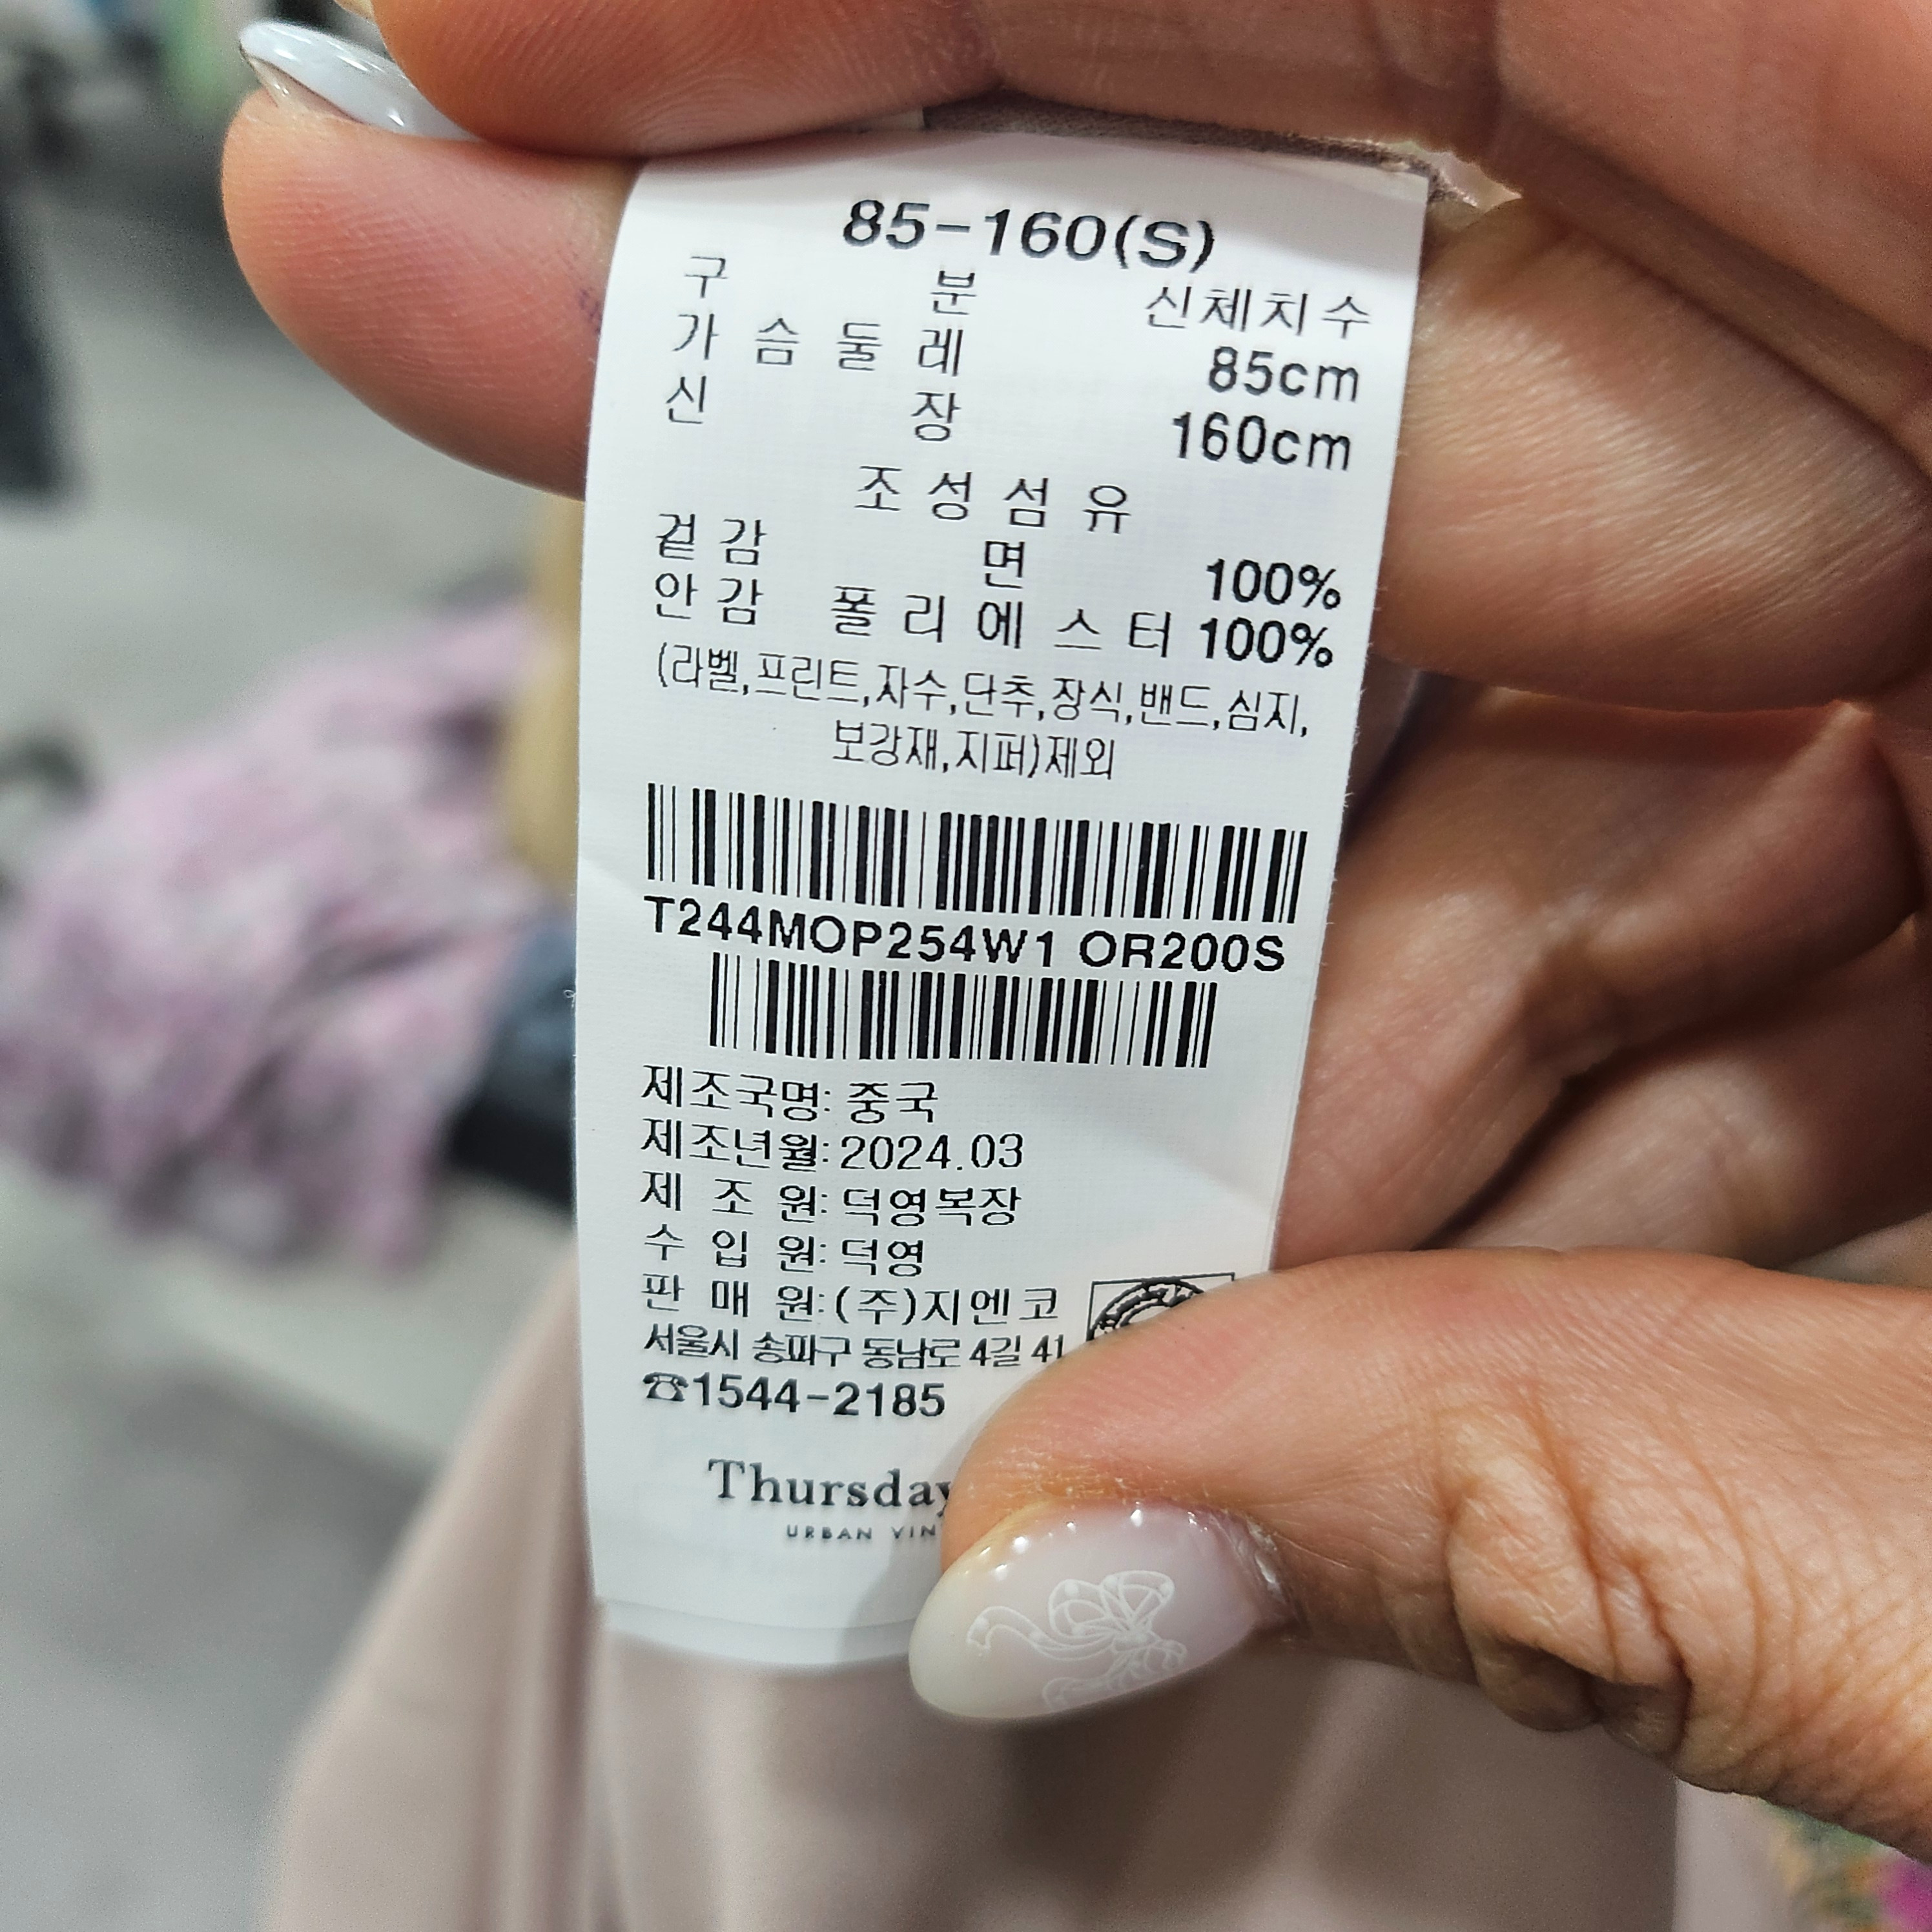 85-160(S)
구 분 신체치수
가 슴 둘 레 85cm
신 장 160cm
조 성 섬 유
겉 감 면 100%
안 감 폴 리 에 스 터 100%
(라벨,프린트,자수,단추,장식,밴드,심지,
보강재,지퍼)제외
T244MOP254W1 OR200S
제조국명: 중국
제조년월: 2024.03
제 조 원: 덕영복장
수 입 원: 덕영
판 매 원: (주)지엔코
서울시 송파구 동남로 4길 41
☎1544-2185
Thursday
URBAN